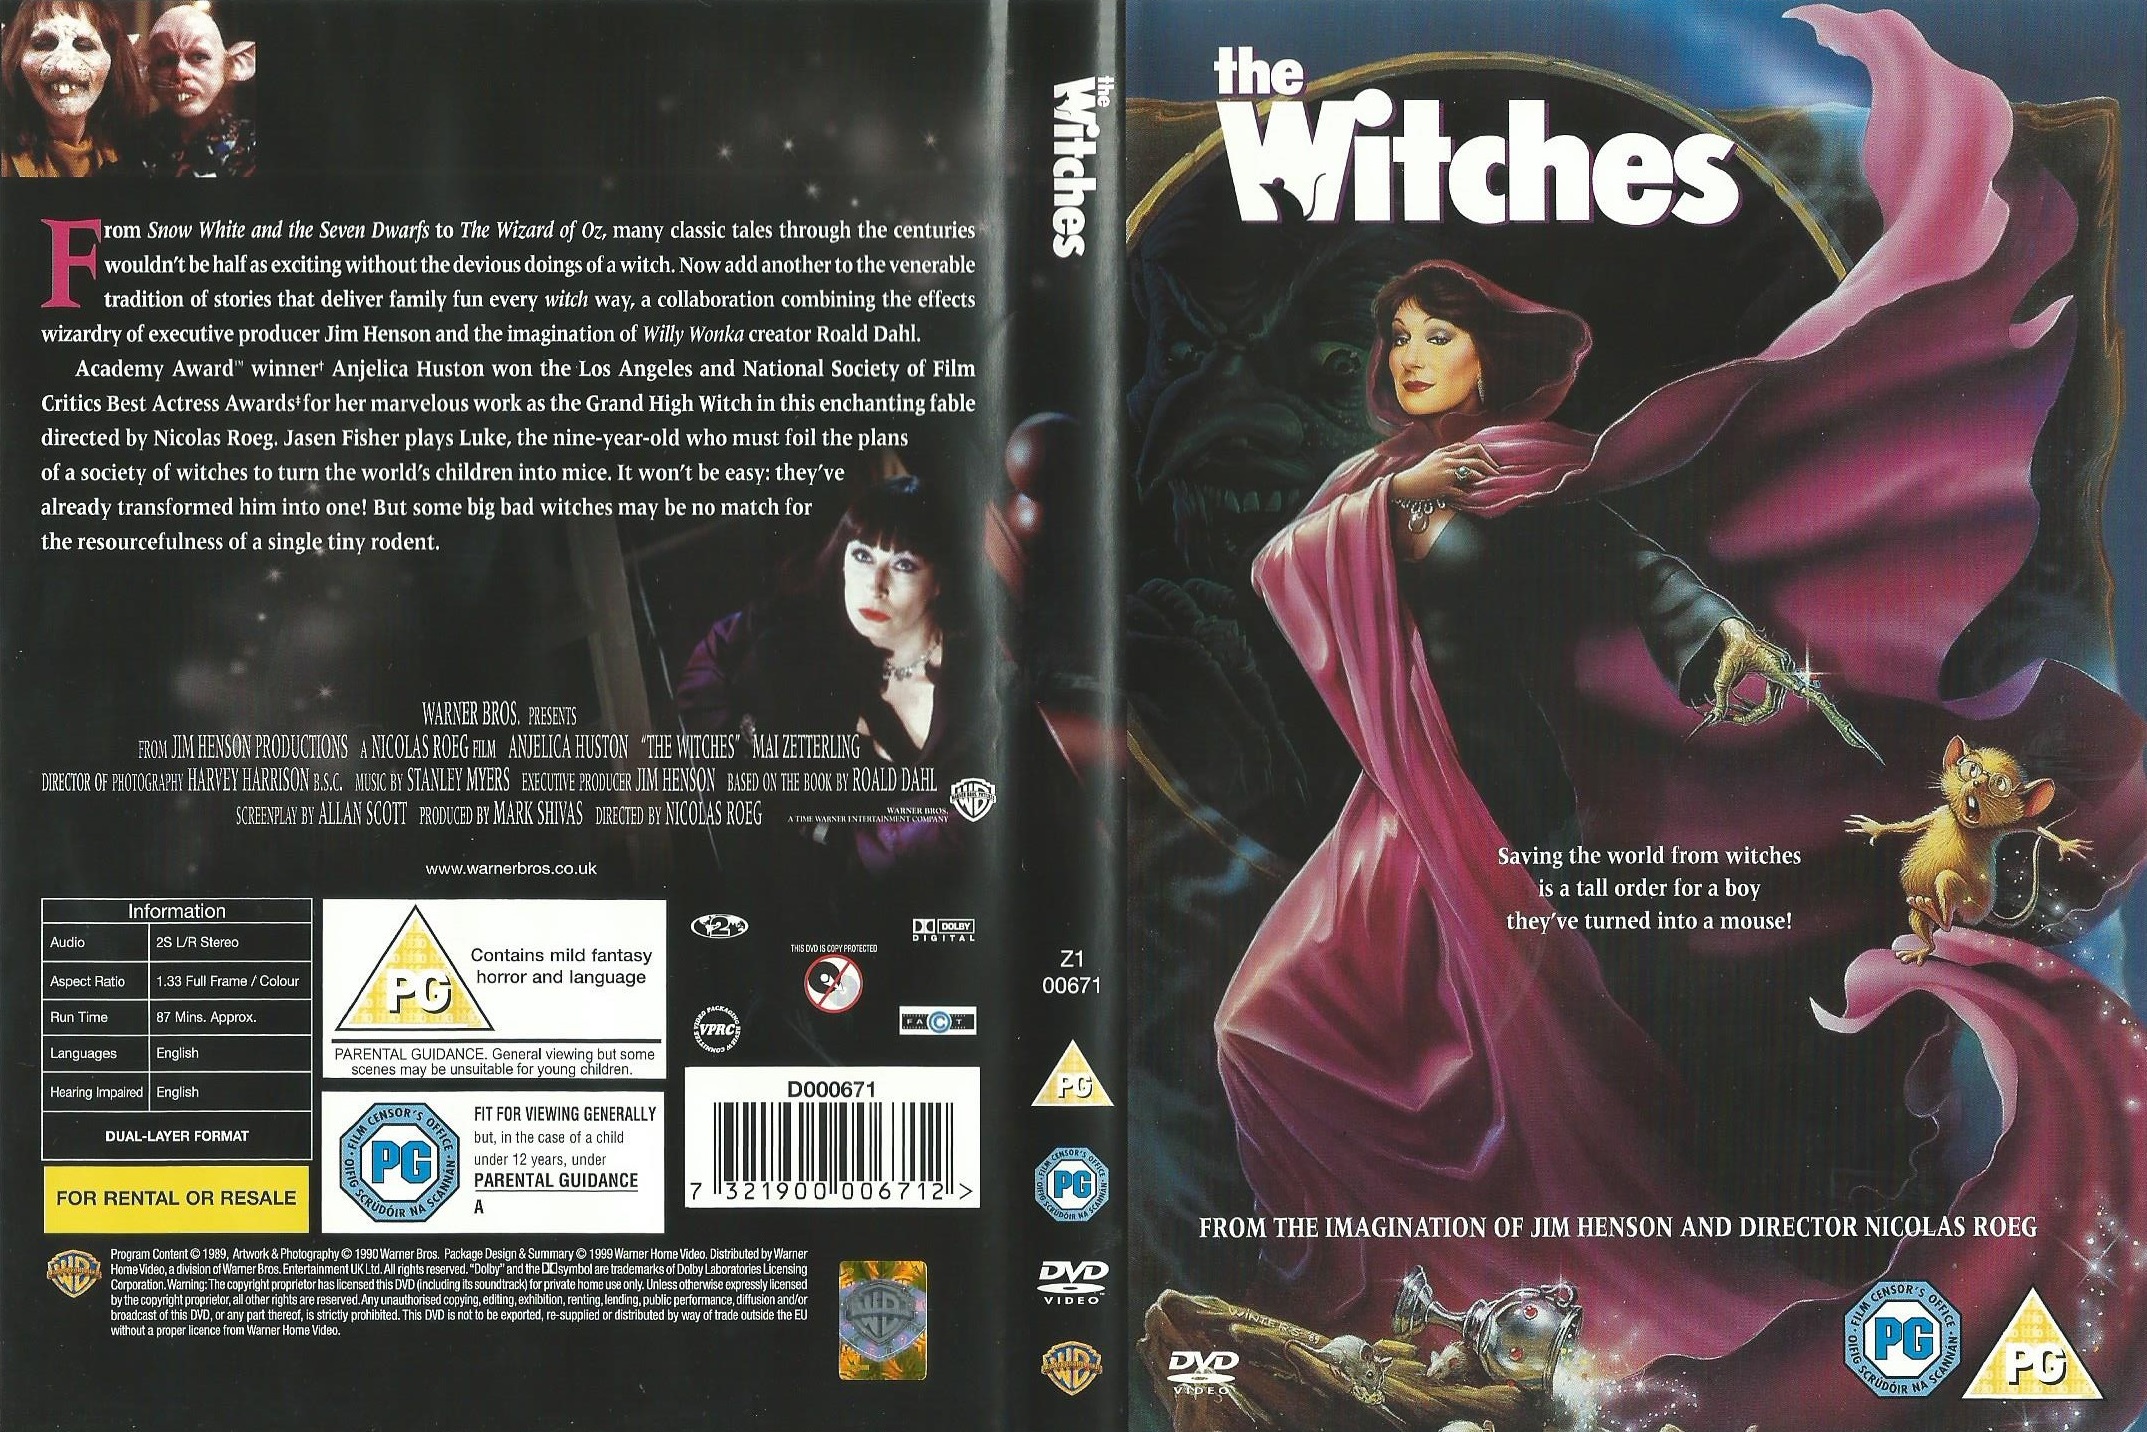 From Snow White and the Seven Dwarfs to The Wizard of Oz, many classic tales through the centuries
wouldn't be half as exciting without the devious doings of a witch. Now add another to the venerable
tradition of stories that deliver family fun every witch way, a collaboration combining the effects
wizardry of executive producer Jim Henson and the imagination of Willy Wonka creator Roald Dahl.
Academy Award™ winner† Anjelica Huston won the Los Angeles and National Society of Film
Critics Best Actress Awards‡ for her marvelous work as the Grand High Witch in this enchanting fable
directed by Nicolas Roeg. Jasen Fisher plays Luke, the nine-year-old who must foil the plans
of a society of witches to turn the world's children into mice. It won't be easy: they've
already transformed him into one! But some big bad witches may be no match for
the resourcefulness of a single tiny rodent.
WARNER BROS. PRESENTS
FROM JIM HENSON PRODUCTIONS A NICOLAS ROEG FILM ANJELICA HUSTON "THE WITCHES" MAI ZETTERLING
DIRECTOR OF PHOTOGRAPHY HARVEY HARRISON B.S.C. MUSIC BY STANLEY MYERS EXECUTIVE PRODUCER JIM HENSON BASED ON THE BOOK BY ROALD DAHL
SCREENPLAY BY ALLAN SCOTT PRODUCED BY MARK SHIVAS DIRECTED BY NICOLAS ROEG
WARNER BROS.
A TIME WARNER ENTERTAINMENT COMPANY
www.warnerbros.co.uk
Information
Audio 2S L/R Stereo
Aspect Ratio 1.33 Full Frame / Colour
Run Time 87 Mins. Approx.
Languages English
Hearing Impaired English
DUAL-LAYER FORMAT
FOR RENTAL OR RESALE
PG
Contains mild fantasy
horror and language
PARENTAL GUIDANCE. General viewing but some
scenes may be unsuitable for young children.
FILM CENSOR'S OFFICE
PG
OIFIG SCRÚDÓIR NA SCANNÁN
FIT FOR VIEWING GENERALLY
but, in the case of a child
under 12 years, under
PARENTAL GUIDANCE
A
2
DOLBY
DIGITAL
THIS DVD IS COPY PROTECTED
VIDEO PACKAGING REVIEW COMMITTEE
VPRC
FACT
D000671
7 321900 006712 >
Program Content © 1989, Artwork & Photography © 1990 Warner Bros. Package Design & Summary © 1999 Warner Home Video. Distributed by Warner
Home Video, a division of Warner Bros. Entertainment UK Ltd. All rights reserved. "Dolby" and the DD symbol are trademarks of Dolby Laboratories Licensing
Corporation. Warning: The copyright proprietor has licensed this DVD (including its soundtrack) for private home use only. Unless otherwise expressly licensed
by the copyright proprietor, all other rights are reserved. Any unauthorised copying, editing, exhibition, renting, lending, public performance, diffusion and/or
broadcast of this DVD, or any part thereof, is strictly prohibited. This DVD is not to be exported, re-supplied or distributed by way of trade outside the EU
without a proper licence from Warner Home Video.
the
Witches
Z1
00671
PG
FILM CENSOR'S OFFICE
PG
OIFIG SCRÚDÓIR NA SCANNÁN
DVD
VIDEO
the
Witches
Saving the world from witches
is a tall order for a boy
they've turned into a mouse!
FROM THE IMAGINATION OF JIM HENSON AND DIRECTOR NICOLAS ROEG
WINTERS 89
DVD
VIDEO
FILM CENSOR'S OFFICE
PG
OIFIG SCRÚDÓIR NA SCANNÁN
PG